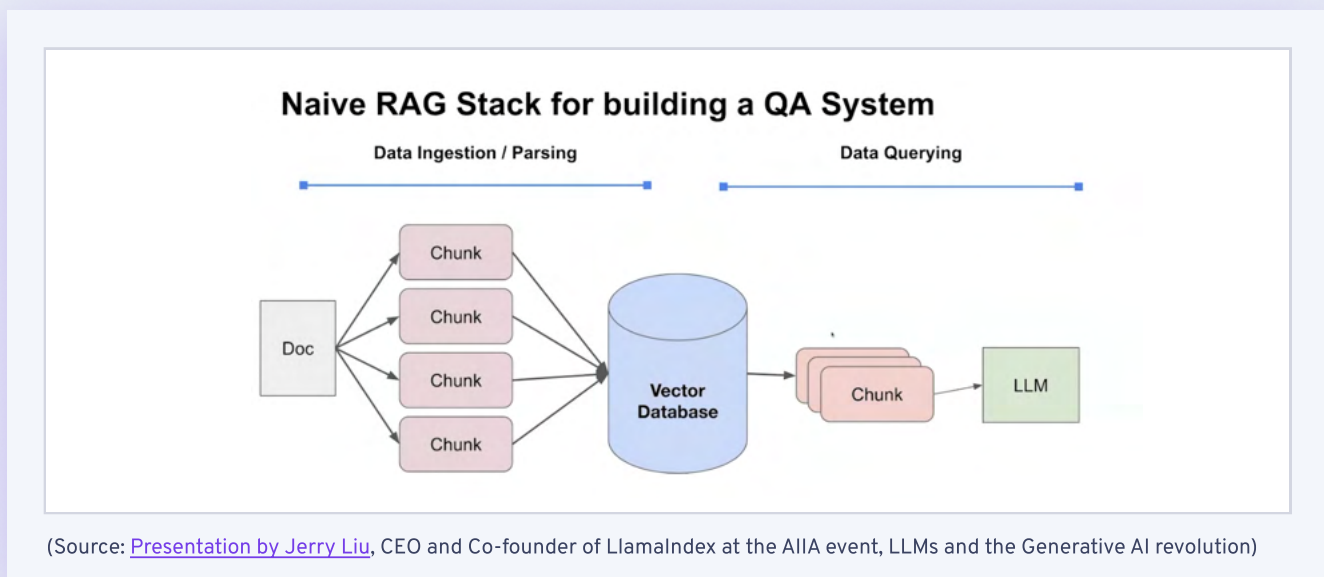 Naive RAG Stack for building a QA System
Data Ingestion / Parsing
Data Querying
Chunk
Chunk
Doc
Chunk
Chunk
Vector
Database
Chunk
LLM
(Source: Presentation by Jerry Liu, CEO and Co-founder of LlamaIndex at the AIIA event, LLMs and the Generative AI revolution)